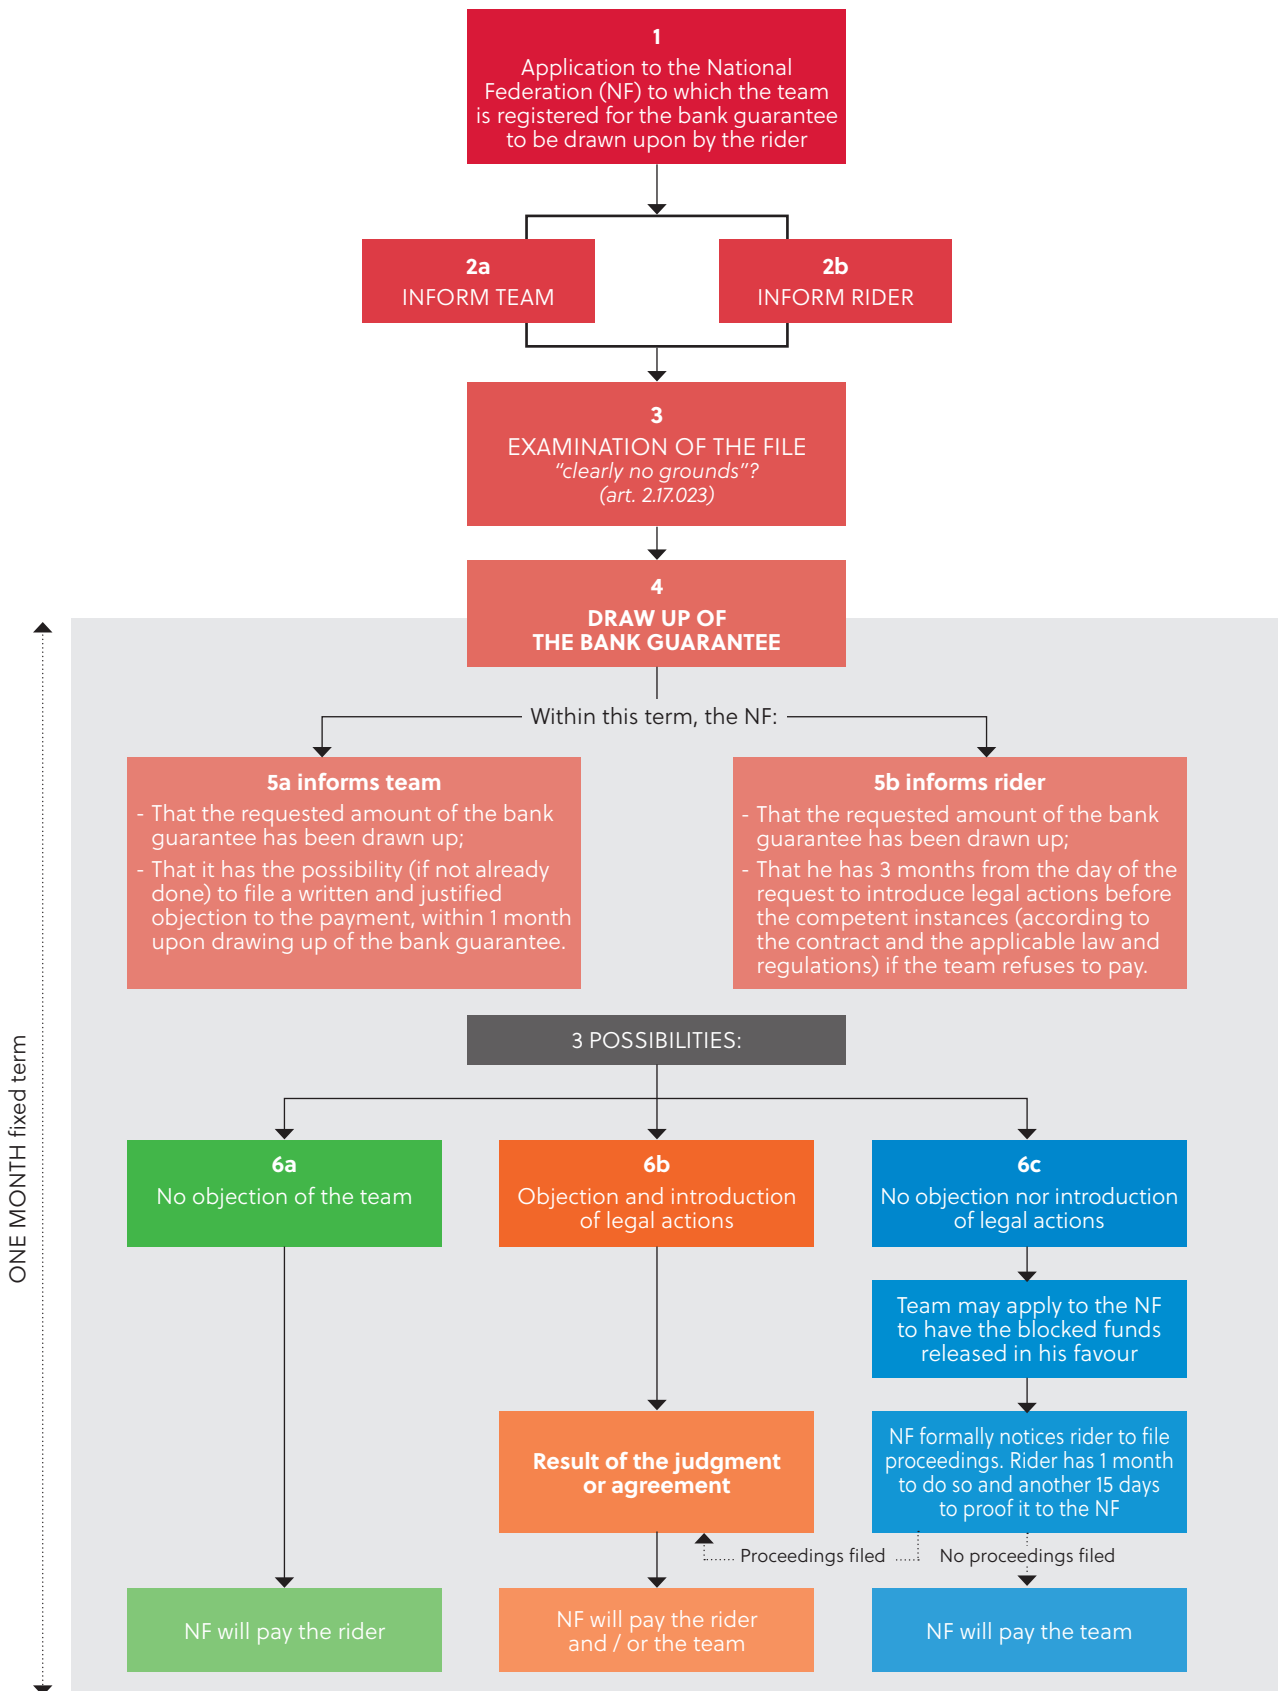 1
Application to the National
Federation (NF) to which the team
is registered for the bank guarantee
to be drawn upon by the rider
2a
INFORM TEAM
2b
INFORM RIDER
3
EXAMINATION OF THE FILE
“clearly no grounds”?
(art. 2.17.023)
4
DRAW UP OF
THE BANK GUARANTEE
ONE MONTH fixed term
Within this term, the NF:
5a informs team
- That the requested amount of the bank
guarantee has been drawn up;
- That it has the possibility (if not already
done) to file a written and justified
objection to the payment, within 1 month
upon drawing up of the bank guarantee.
5b informs rider
- That the requested amount of the bank
guarantee has been drawn up;
- That he has 3 months from the day of the
request to introduce legal actions before
the competent instances (according to
the contract and the applicable law and
regulations) if the team refuses to pay.
3 POSSIBILITIES:
6a
No objection of the team
6b
Objection and introduction
of legal actions
6c
No objection nor introduction
of legal actions
Team may apply to the NF
to have the blocked funds
released in his favour
Result of the judgment
or agreement
NF formally notices rider to file
proceedings. Rider has 1 month
to do so and another 15 days
to proof it to the NF
Proceedings filed
No proceedings filed
NF will pay the rider
NF will pay the rider
and / or the team
NF will pay the team